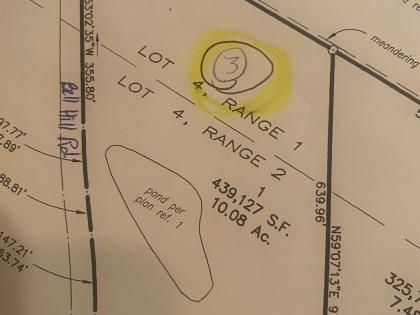 53°02'35"W 355.80'
meandering
LOT 4, RANGE 1
3
LOT 4, RANGE 2
Bell Hill Rd
97.77'
.89'
88.81'
147.21'
63.74'
pond per
plan ref. 1
1
439,127 S.F.
10.08 Ac.
639.96'
N59°07'13"E
325,
7.4